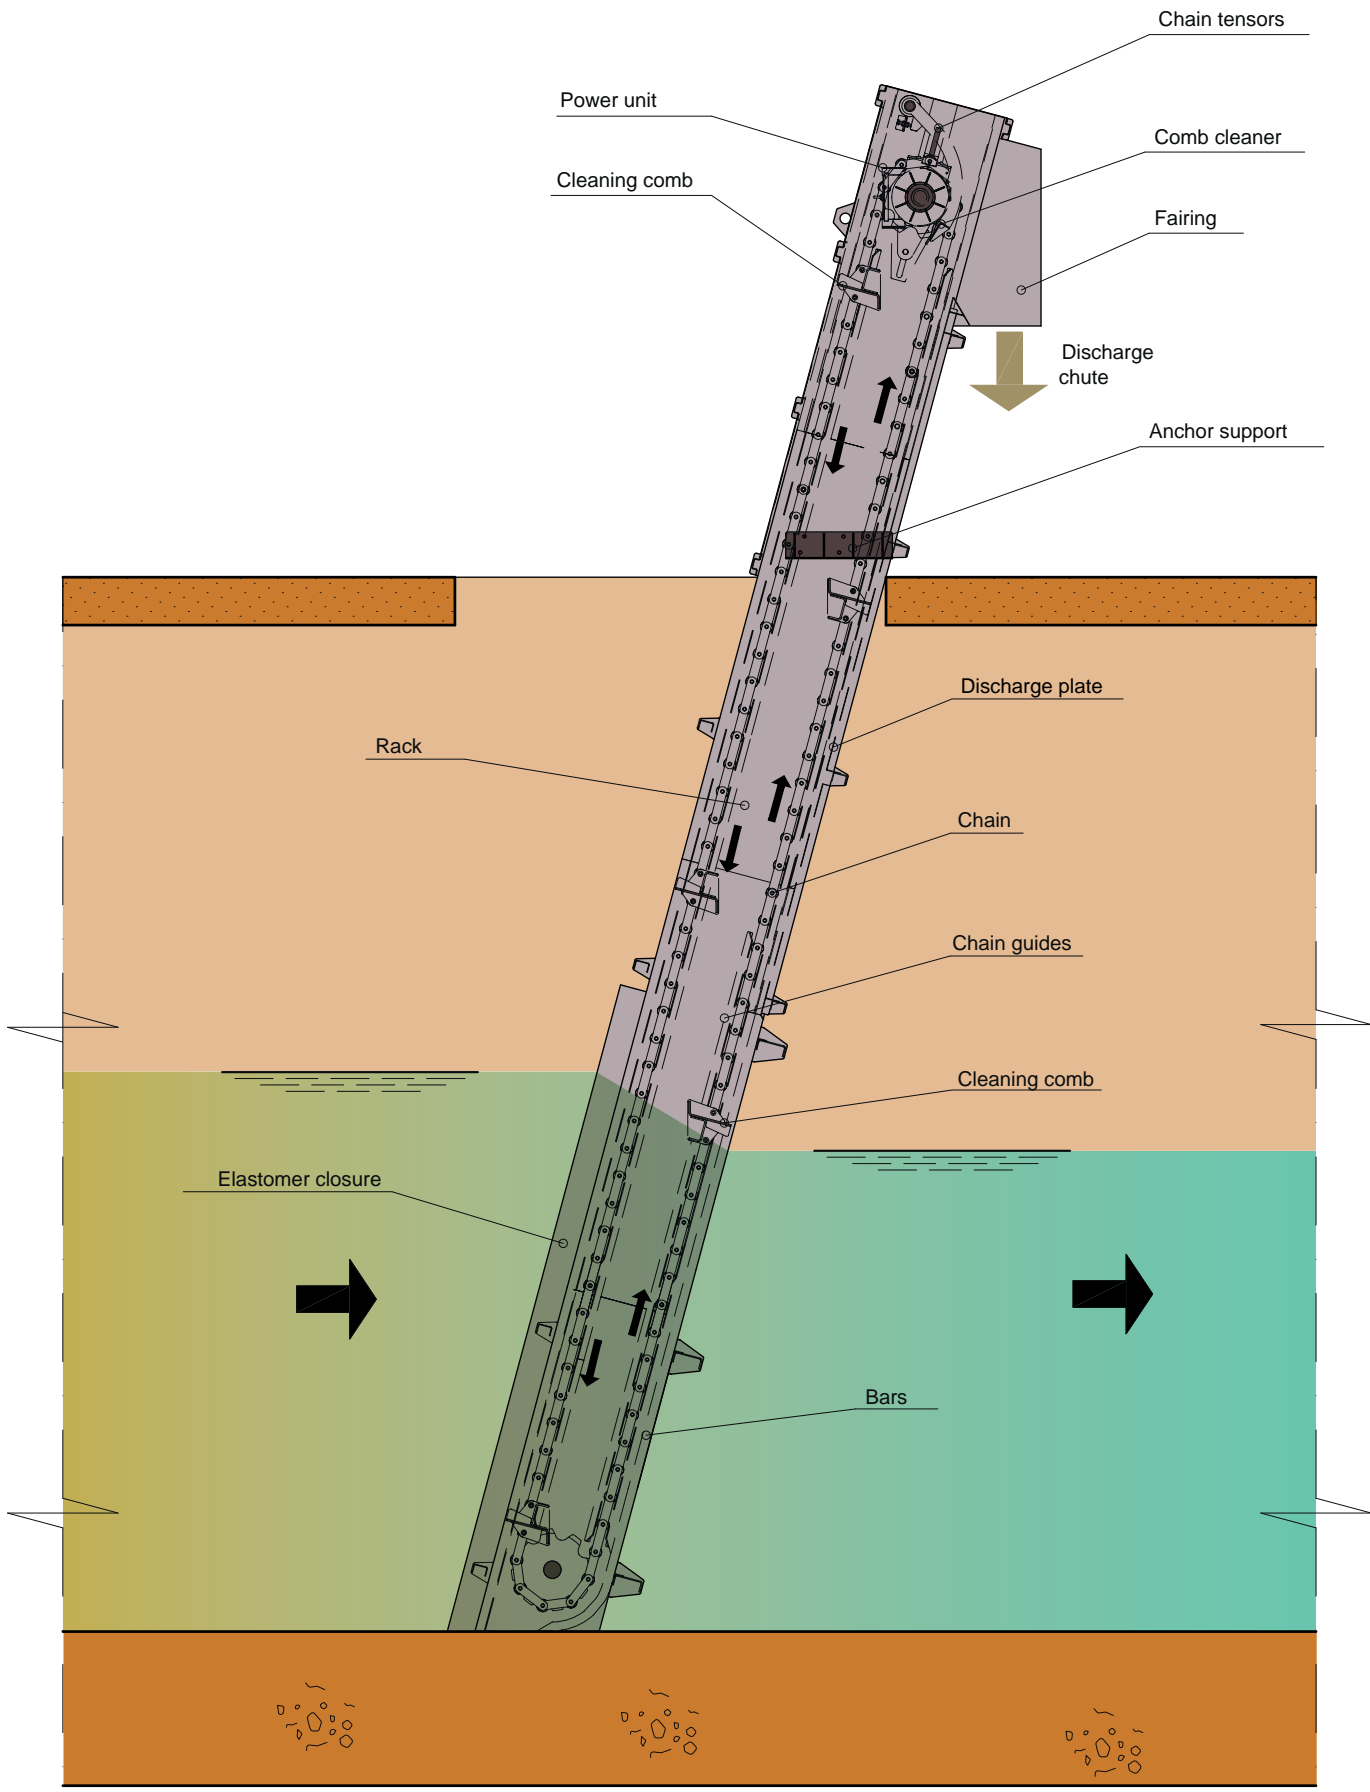 Chain tensors
Power unit
Comb cleaner
Cleaning comb
Fairing
Discharge
chute
Anchor support
Discharge plate
Rack
Chain
Chain guides
Cleaning comb
Elastomer closure
Bars